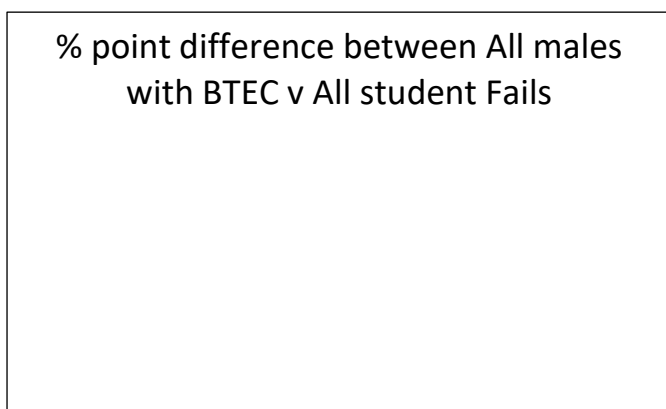 % point difference between All males
with BTEC v All student Fails